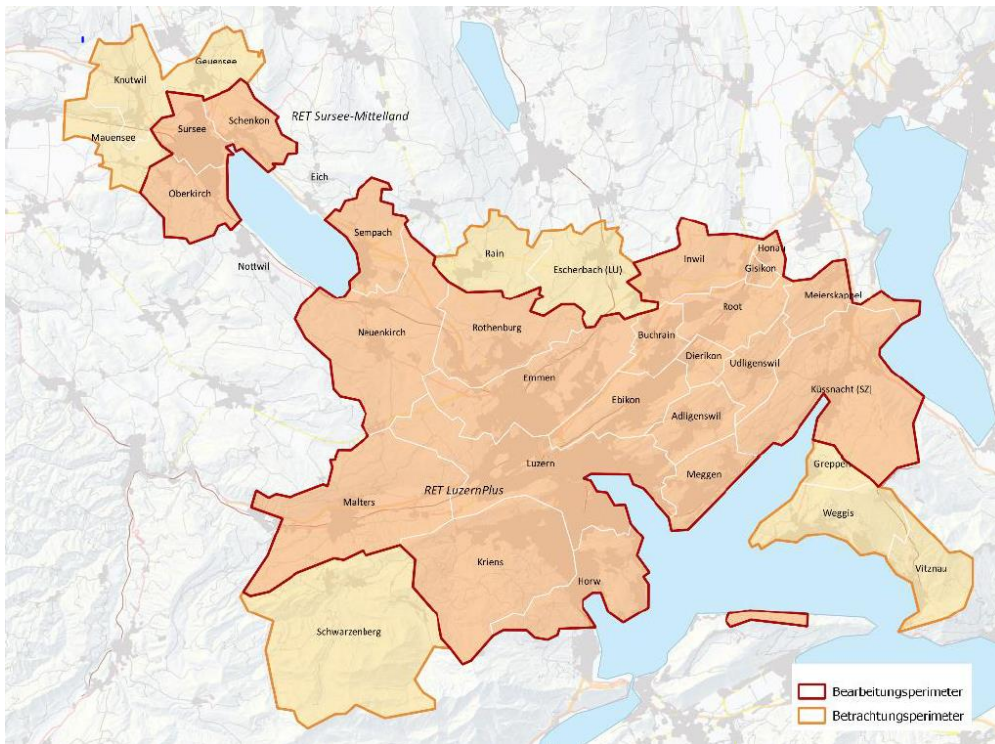 Geuensee
Knutwil
Schenkon
RET Sursee-Mittelland
Sursee
Mauensee
Eich
Oberkirch
Sempach
Honau
Rain
Inwil
Nottwil
Escherbach (LU)
Gisikon
Meierskappel
Root
Neuenkirch
Rothenburg
Buchrain
Dierikon
Udligenswil
Emmen
Küssnacht (SZ)
Ebikon
Adligenswil
Luzern
Greppen
Meggen
RET LuzernPlus
Malters
Weggis
Kriens
Vitznau
Horw
Schwarzenberg
Bearbeitungsperimeter
Betrachtungsperimeter